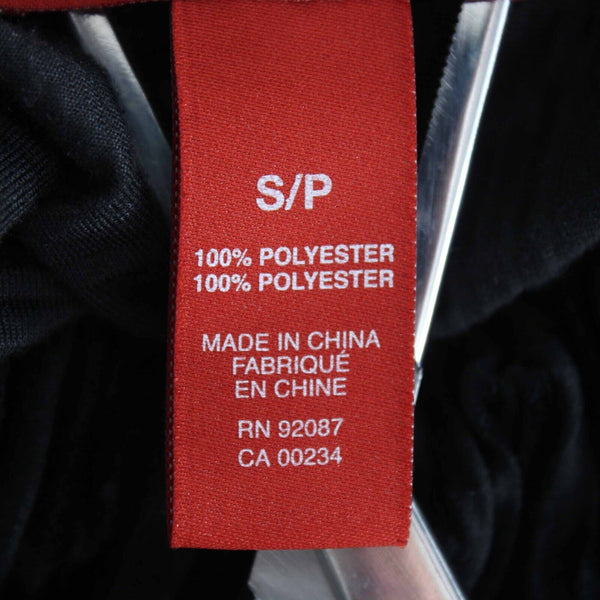 S/P
100% POLYESTER
100% POLYESTER
MADE IN CHINA
FABRIQUÉ
EN CHINE
RN 92087
CA 00234